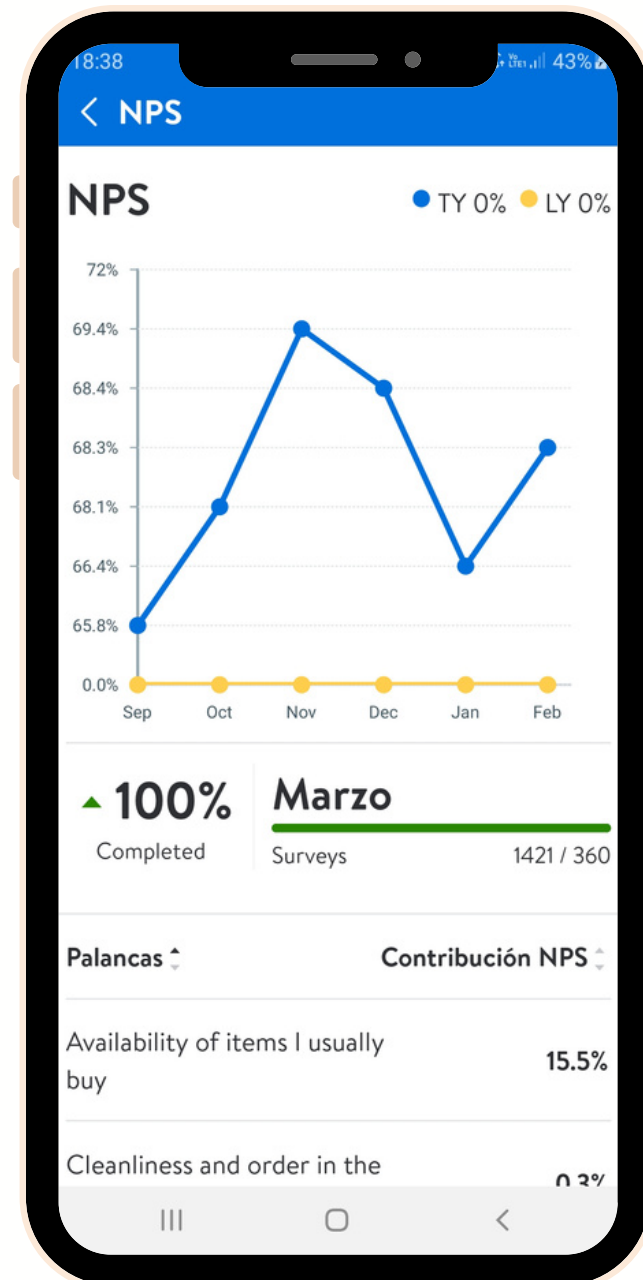 18:38
43%
NPS
NPS
TY 0% LY 0%
72%
69.4%
68.4%
68.3%
68.1%
66.4%
65.8%
0.0%
Sep Oct Nov Dec Jan Feb
100%
Completed
Marzo
Surveys 1421 / 360
Palancas Contribución NPS
Availability of items I usually
buy
15.5%
Cleanliness and order in the
0.3%